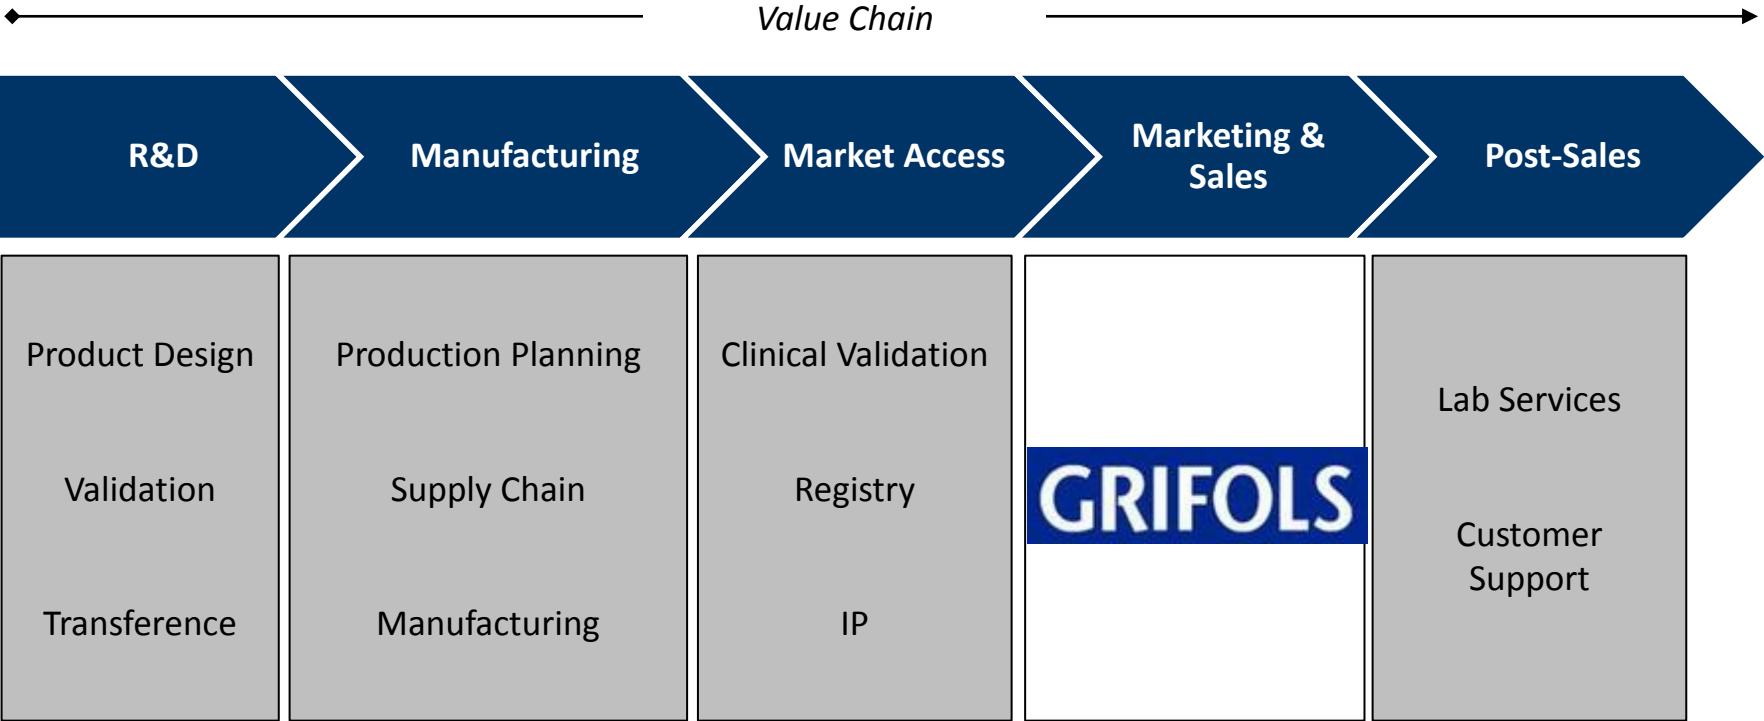 Value Chain
R&D
Manufacturing
Market Access
Marketing &
Sales
Post-Sales
Product Design
Validation
Transference
Production Planning
Supply Chain
Manufacturing
Clinical Validation
Registry
IP
GRIFOLS
Lab Services
Customer
Support